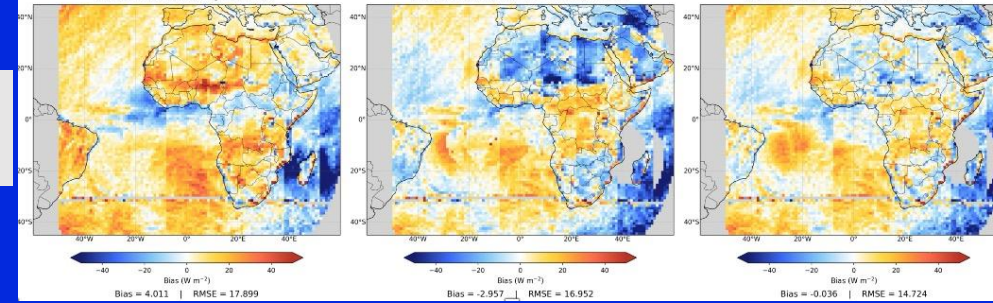 40°N 40°N 40°N
20°N 20°N 20°N
0° 0° 0°
20°S 20°S 20°S
40°S 40°S 40°S
40°W 20°W 0° 20°E 40°E 40°W 20°W 0° 20°E 40°E 40°W 20°W 0° 20°E 40°E
−40 −20 0 20 40 −40 −20 0 20 40 −40 −20 0 20 40
Bias (W m⁻²) Bias (W m⁻²) Bias (W m⁻²)
Bias = 4.011 | RMSE = 17.899 Bias = -2.957 | RMSE = 16.952 Bias = -0.036 | RMSE = 14.724